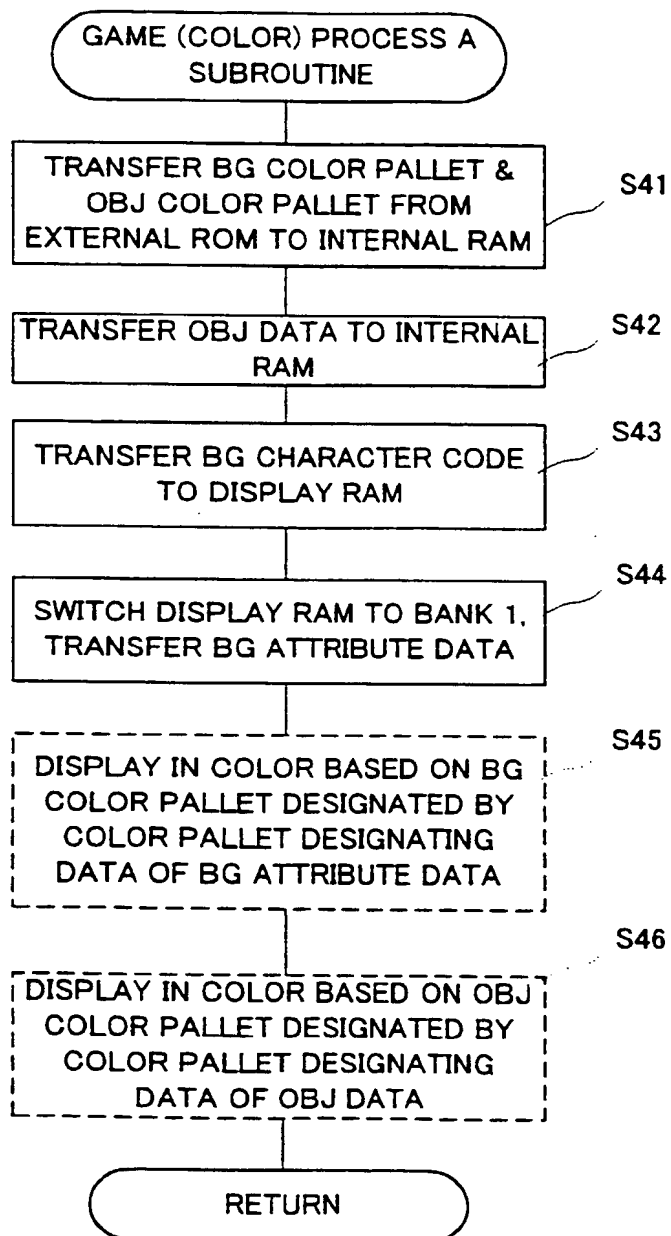 GAME (COLOR) PROCESS A
SUBROUTINE
TRANSFER BG COLOR PALLET &
OBJ COLOR PALLET FROM
EXTERNAL ROM TO INTERNAL RAM
S41
TRANSFER OBJ DATA TO INTERNAL
RAM
S42
TRANSFER BG CHARACTER CODE
TO DISPLAY RAM
S43
SWITCH DISPLAY RAM TO BANK 1,
TRANSFER BG ATTRIBUTE DATA
S44
DISPLAY IN COLOR BASED ON BG
COLOR PALLET DESIGNATED BY
COLOR PALLET DESIGNATING
DATA OF BG ATTRIBUTE DATA
S45
DISPLAY IN COLOR BASED ON OBJ
COLOR PALLET DESIGNATED BY
COLOR PALLET DESIGNATING
DATA OF OBJ DATA
S46
RETURN